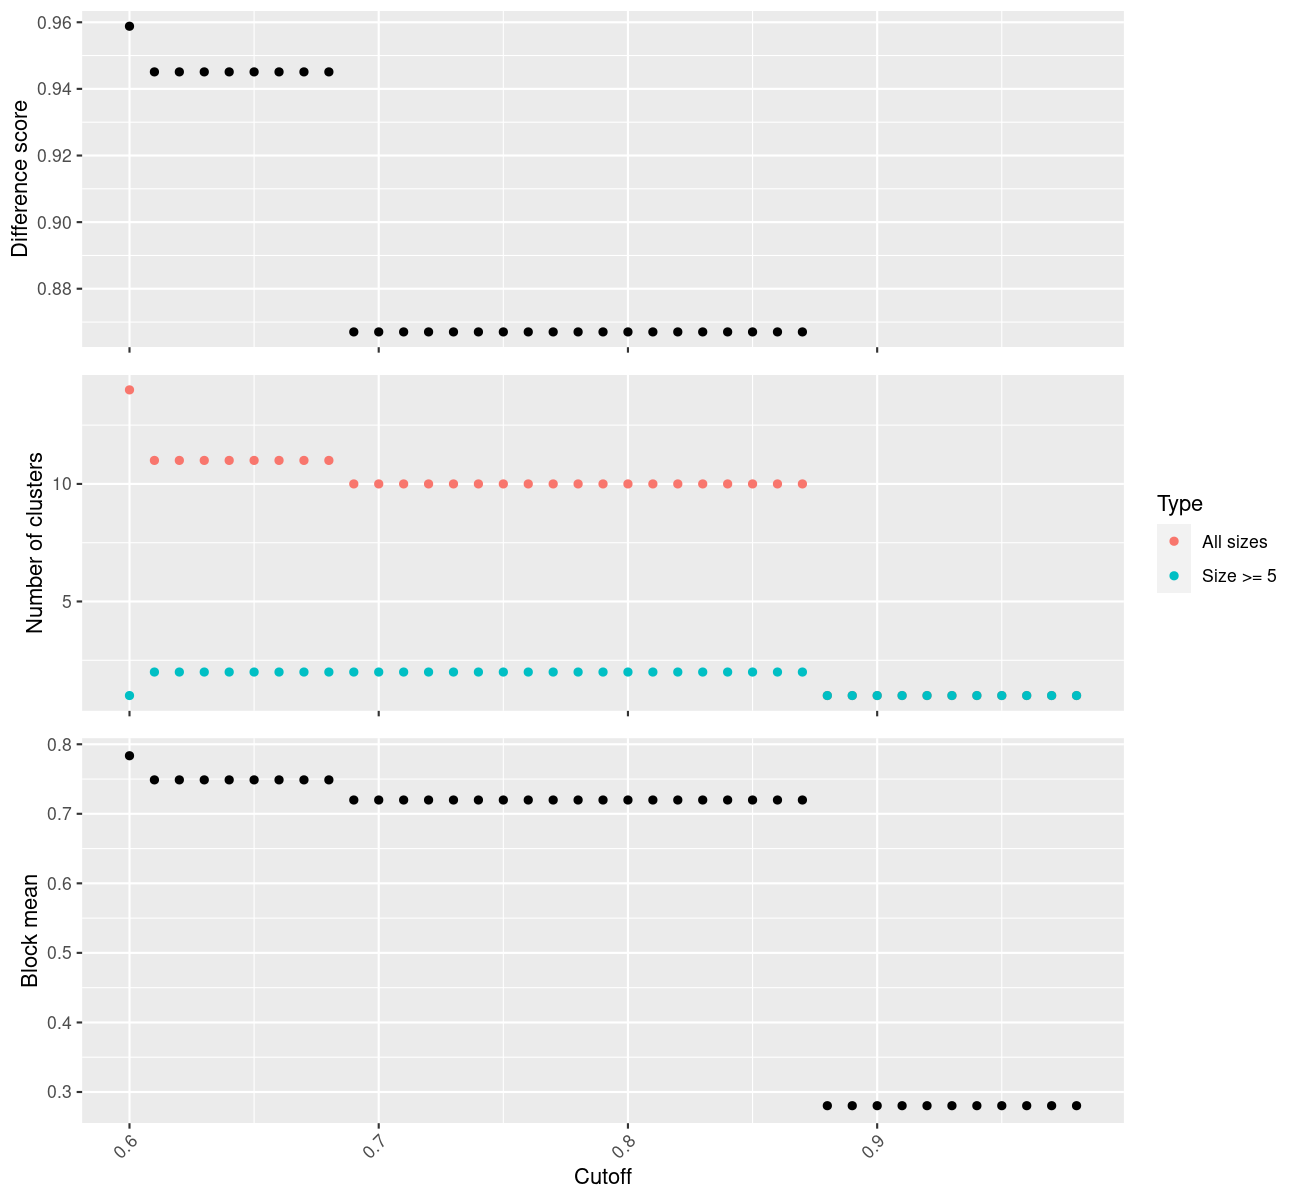 Difference score
0.96
0.94
0.92
0.90
0.88
Number of clusters
10
5
Type
All sizes
Size >= 5
Block mean
0.8
0.7
0.6
0.5
0.4
0.3
0.6 0.7 0.8 0.9
Cutoff